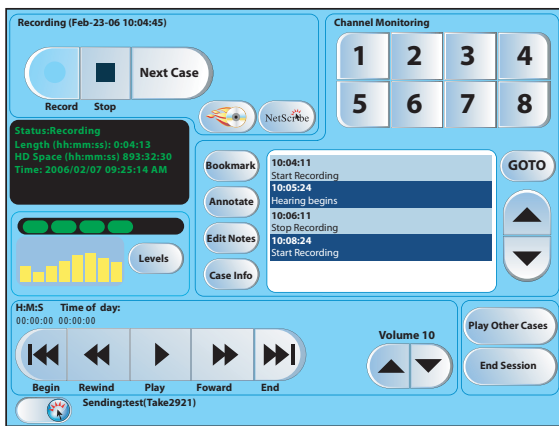 Recording (Feb-23-06 10:04:45)
Next Case
Record Stop
NetScribe
Channel Monitoring
1 2 3 4
5 6 7 8
Status:Recording
Length (hh:mm:ss): 0:04:13
HD Space (hh:mm:ss) 893:32:30
Time: 2006/02/07 09:25:14 AM
Levels
Bookmark
Annotate
Edit Notes
Case Info
10:04:11
Start Recording
10:05:24
Hearing begins
10:06:11
Stop Recording
10:08:24
Start Recording
GOTO
H:M:S Time of day:
00:00:00 00:00:00
Begin Rewind Play Foward End
Volume 10
Play Other Cases
End Session
Sending:test(Take2921)